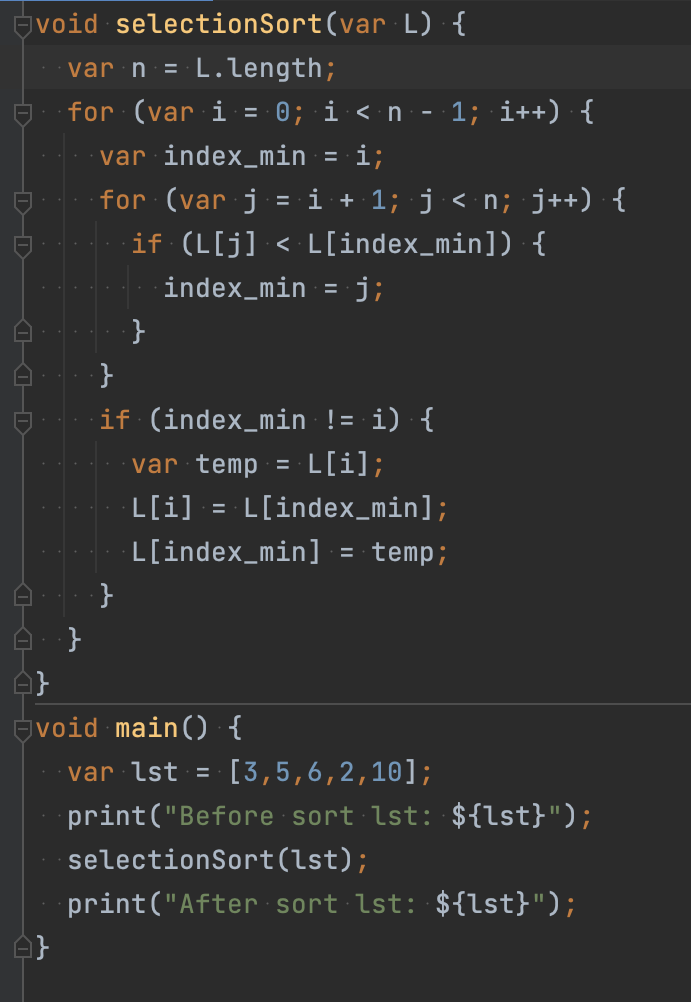 void selectionSort(var L) {
  var n = L.length;
  for (var i = 0; i < n - 1; i++) {
    var index_min = i;
    for (var j = i + 1; j < n; j++) {
      if (L[j] < L[index_min]) {
        index_min = j;
      }
    }
    if (index_min != i) {
      var temp = L[i];
      L[i] = L[index_min];
      L[index_min] = temp;
    }
  }
}
void main() {
  var lst = [3,5,6,2,10];
  print("Before sort lst: ${lst}");
  selectionSort(lst);
  print("After sort lst: ${lst}");
}